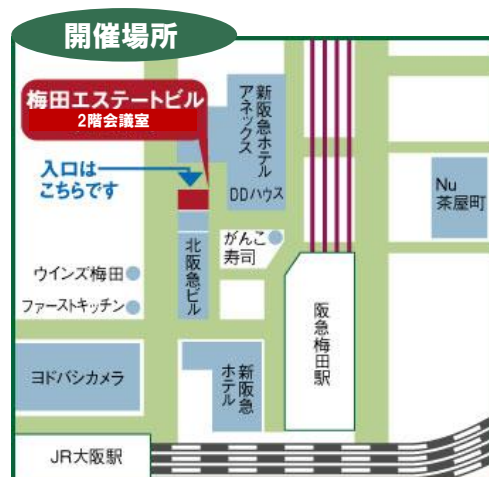 開催場所
梅田エステートビル
2階会議室
入口は
こちらです
新阪急ホテル
アネックス
DDハウス
Nu
茶屋町
がんこ
寿司
北阪急ビル
ウインズ梅田
ファーストキッチン
阪急梅田駅
ヨドバシカメラ
新阪急
ホテル
JR大阪駅